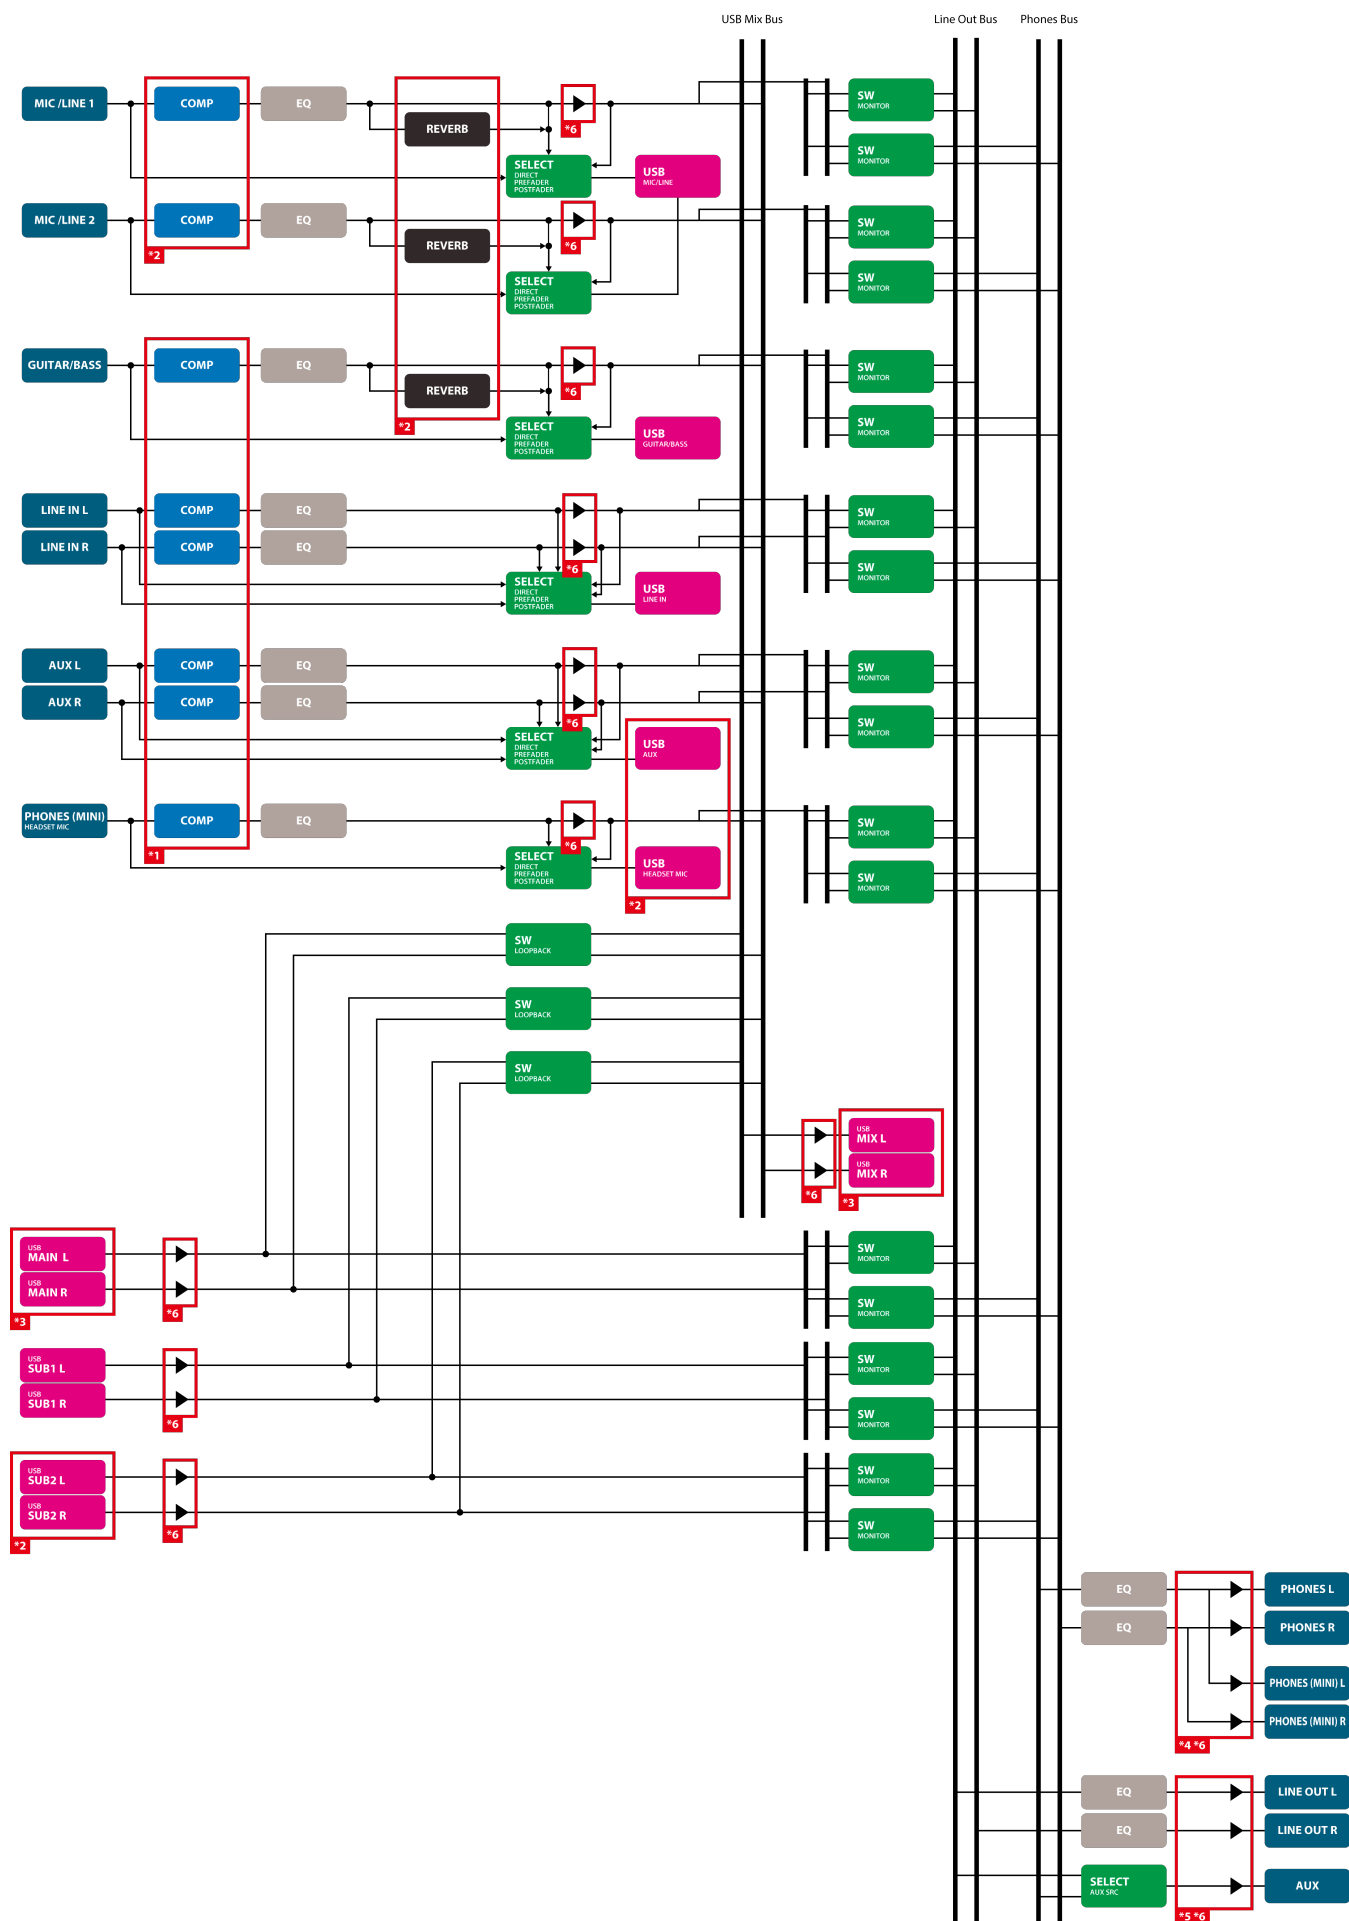 USB Mix Bus
Line Out Bus
Phones Bus
MIC /LINE 1
COMP
EQ
REVERB
*6
SELECT
DIRECT
PREFADER
POSTFADER
USB
MIC/LINE
SW
MONITOR
SW
MONITOR
MIC /LINE 2
COMP
*2
EQ
REVERB
*6
SELECT
DIRECT
PREFADER
POSTFADER
SW
MONITOR
SW
MONITOR
GUITAR/BASS
COMP
EQ
REVERB
*2
*6
SELECT
DIRECT
PREFADER
POSTFADER
USB
GUITAR/BASS
SW
MONITOR
SW
MONITOR
LINE IN L
COMP
EQ
LINE IN R
COMP
EQ
*6
SELECT
DIRECT
PREFADER
POSTFADER
USB
LINE IN
SW
MONITOR
SW
MONITOR
AUX L
COMP
EQ
AUX R
COMP
EQ
*6
SELECT
DIRECT
PREFADER
POSTFADER
USB
AUX
SW
MONITOR
SW
MONITOR
PHONES (MINI)
HEADSET MIC
COMP
*1
EQ
*6
SELECT
DIRECT
PREFADER
POSTFADER
USB
HEADSET MIC
*2
SW
MONITOR
SW
MONITOR
SW
LOOPBACK
SW
LOOPBACK
SW
LOOPBACK
*6
USB
MIX L
USB
MIX R
*3
USB
MAIN L
USB
MAIN R
*3
*6
SW
MONITOR
SW
MONITOR
USB
SUB1 L
USB
SUB1 R
*6
SW
MONITOR
SW
MONITOR
USB
SUB2 L
USB
SUB2 R
*2
*6
SW
MONITOR
SW
MONITOR
EQ
PHONES L
EQ
PHONES R
PHONES (MINI) L
PHONES (MINI) R
*4 *6
EQ
LINE OUT L
EQ
LINE OUT R
SELECT
AUX SRC
AUX
*5 *6